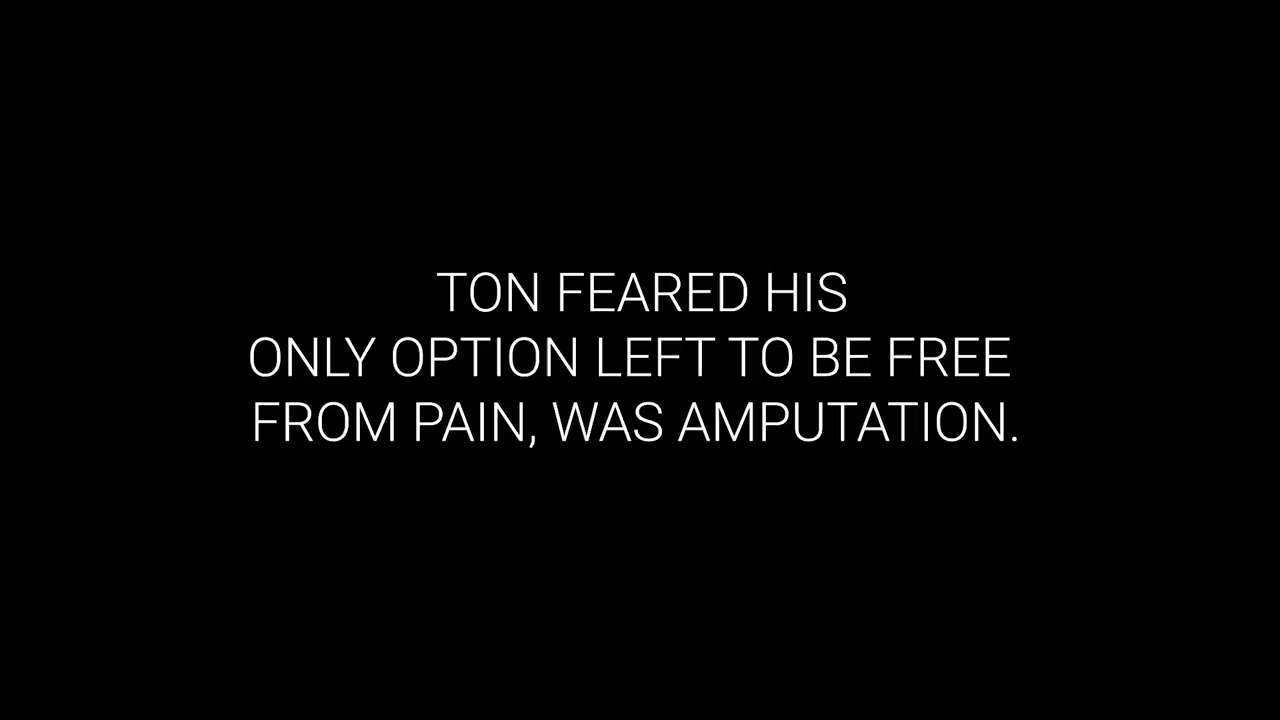 TON FEARED HIS
ONLY OPTION LEFT TO BE FREE
FROM PAIN, WAS AMPUTATION.